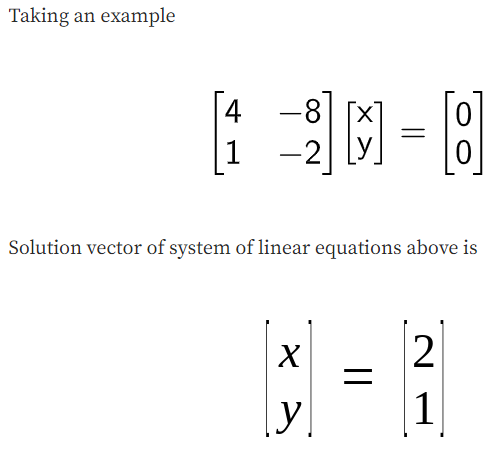 Taking an example
[4 −8] [x] = [0]
[1 −2] [y] [0]
Solution vector of system of linear equations above is
[x] = [2]
[y] [1]